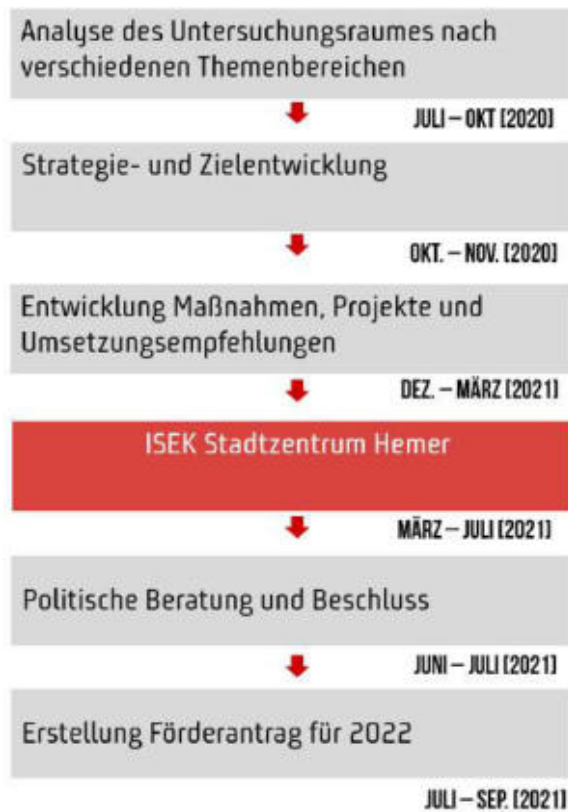 Analyse des Untersuchungsraumes nach
verschiedenen Themenbereichen
JULI – OKT [2020]
Strategie- und Zielentwicklung
OKT. – NOV. [2020]
Entwicklung Maßnahmen, Projekte und
Umsetzungsempfehlungen
DEZ. – MÄRZ [2021]
ISEK Stadtzentrum Hemer
MÄRZ – JULI [2021]
Politische Beratung und Beschluss
JUNI – JULI [2021]
Erstellung Förderantrag für 2022
JULI – SEP. [2021]